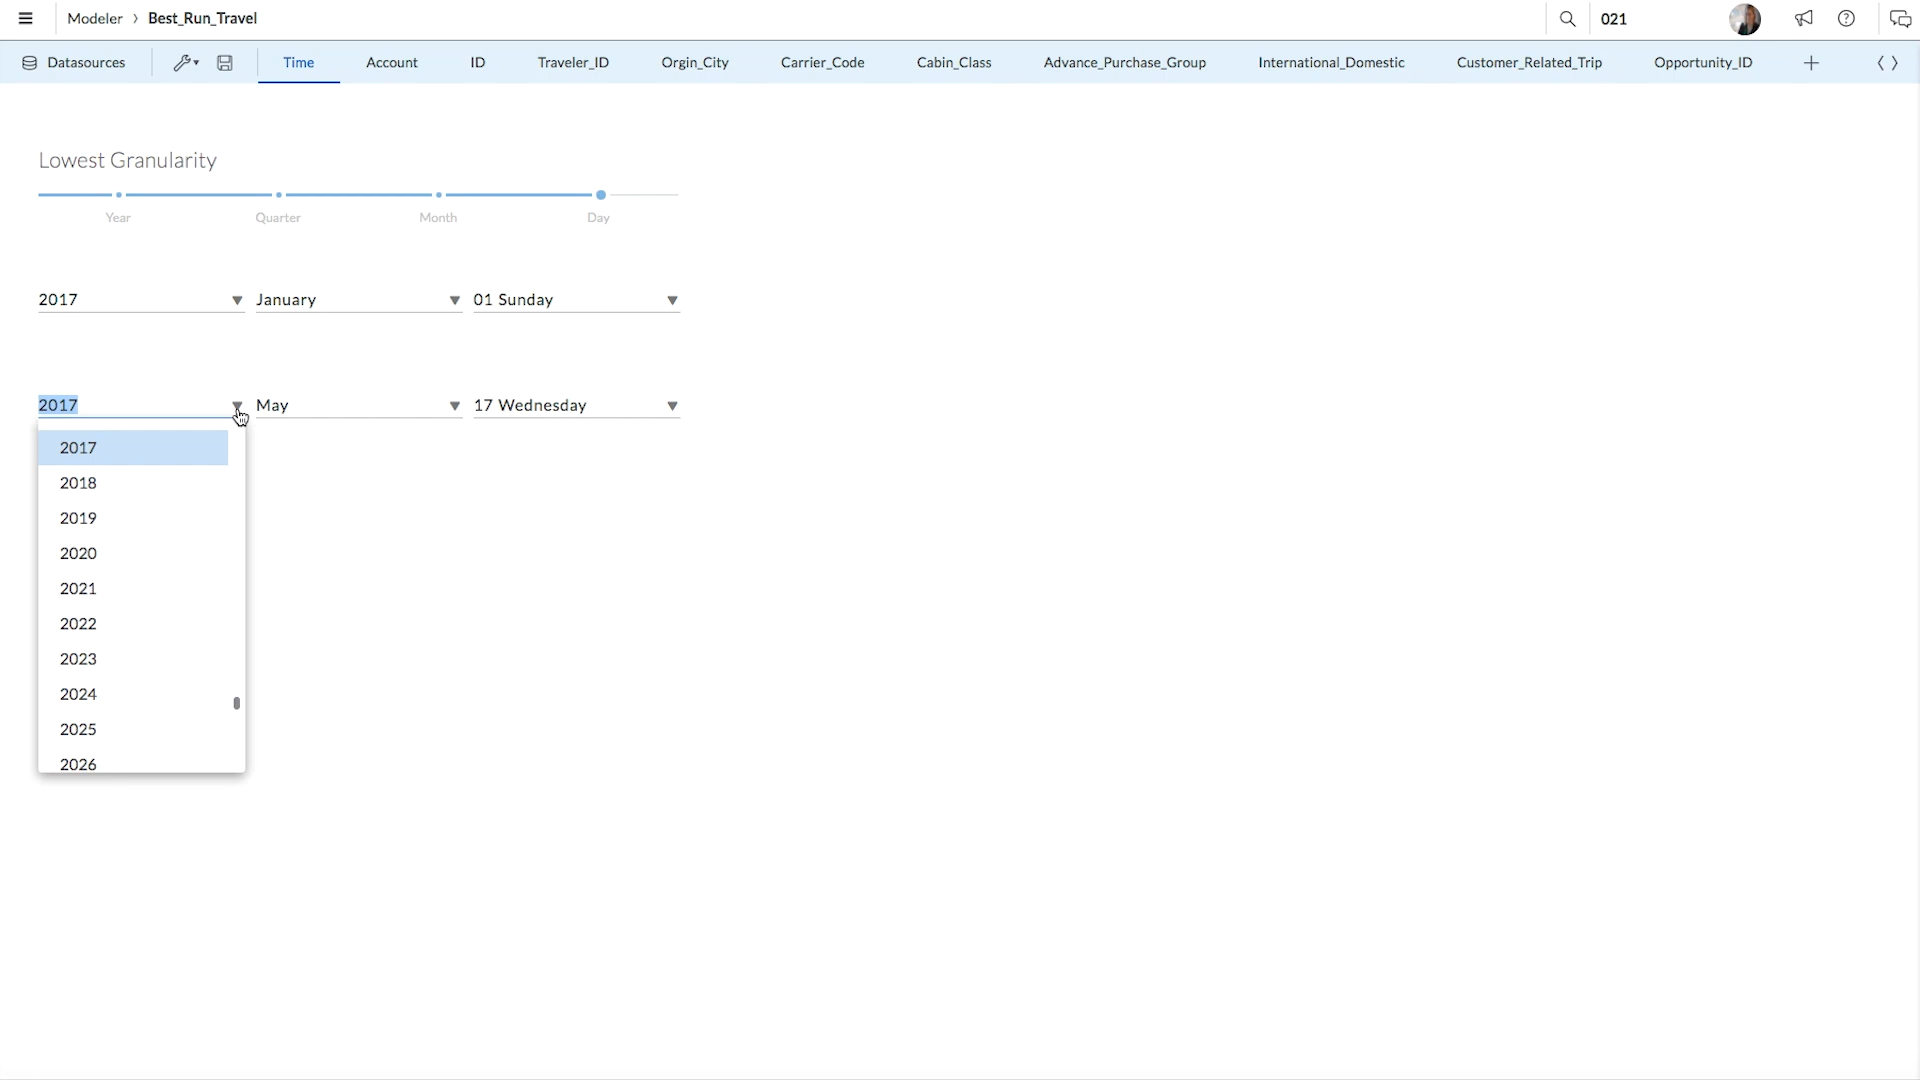 Modeler > Best_Run_Travel
021
Datasources
Time
Account
ID
Traveler_ID
Orgin_City
Carrier_Code
Cabin_Class
Advance_Purchase_Group
International_Domestic
Customer_Related_Trip
Opportunity_ID
Lowest Granularity
Year
Quarter
Month
Day
2017
January
01 Sunday
2017
May
17 Wednesday
2017
2018
2019
2020
2021
2022
2023
2024
2025
2026